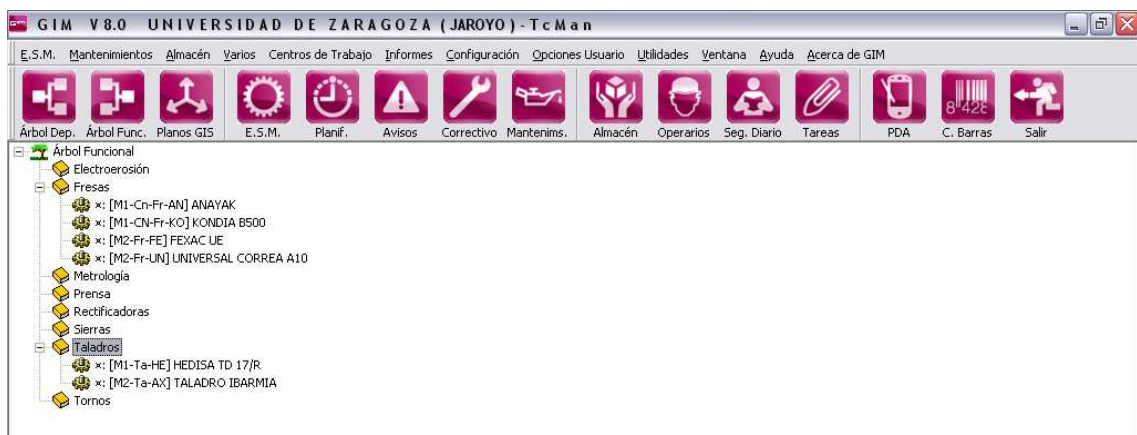 GIM V 8.0 UNIVERSIDAD DE ZARAGOZA (JAROYO) - TcMan
E.S.M. Mantenimientos Almacén Varios Centros de Trabajo Informes Configuración Opciones Usuario Utilidades Ventana Ayuda Acerca de GIM
8 428
Árbol Dep. Árbol Func. Planos GIS E.S.M. Planif. Avisos Correctivo Mantenims. Almacén Operarios Seg. Diario Tareas PDA C. Barras Salir
Árbol Funcional
Electroerosión
Fresas
×: [M1-Cn-Fr-AN] ANAYAK
×: [M1-CN-Fr-KO] KONDIA B500
×: [M2-Fr-FE] FEXAC UE
×: [M2-Fr-UN] UNIVERSAL CORREA A10
Metrología
Prensa
Rectificadoras
Sierras
Taladros
×: [M1-Ta-HE] HEDISA TD 17/R
×: [M2-Ta-AX] TALADRO IBARMIA
Tornos